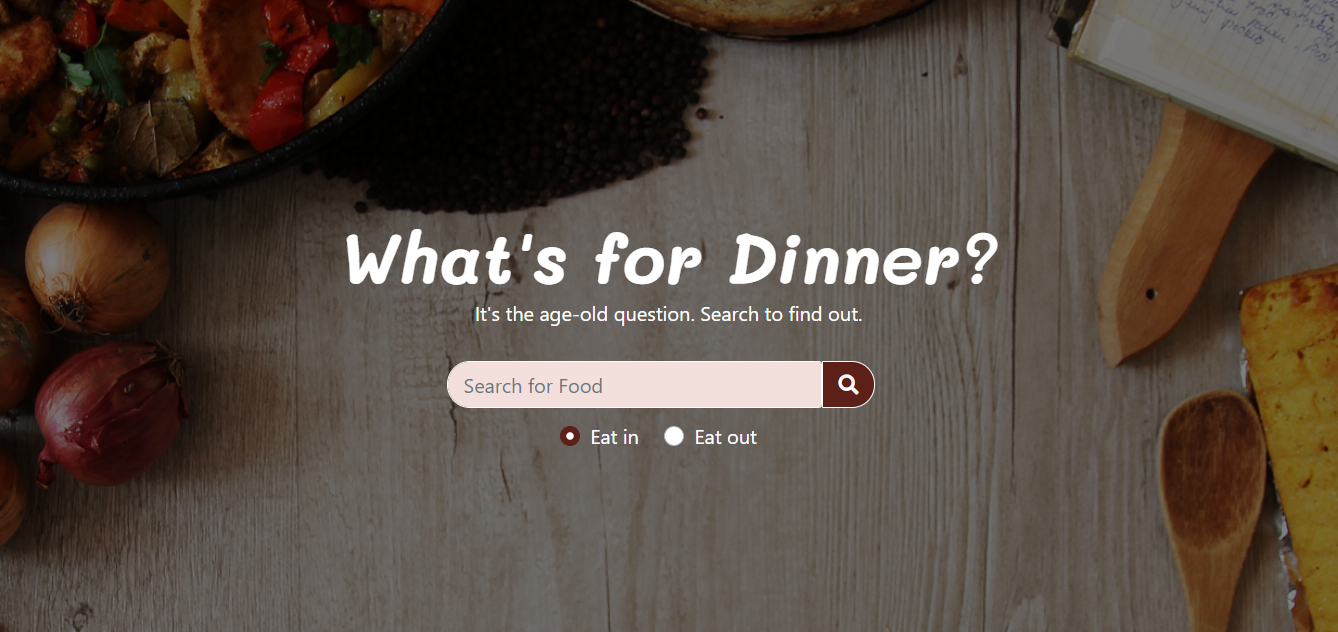 What's for Dinner?
It's the age-old question. Search to find out.
Search for Food
Eat in
Eat out